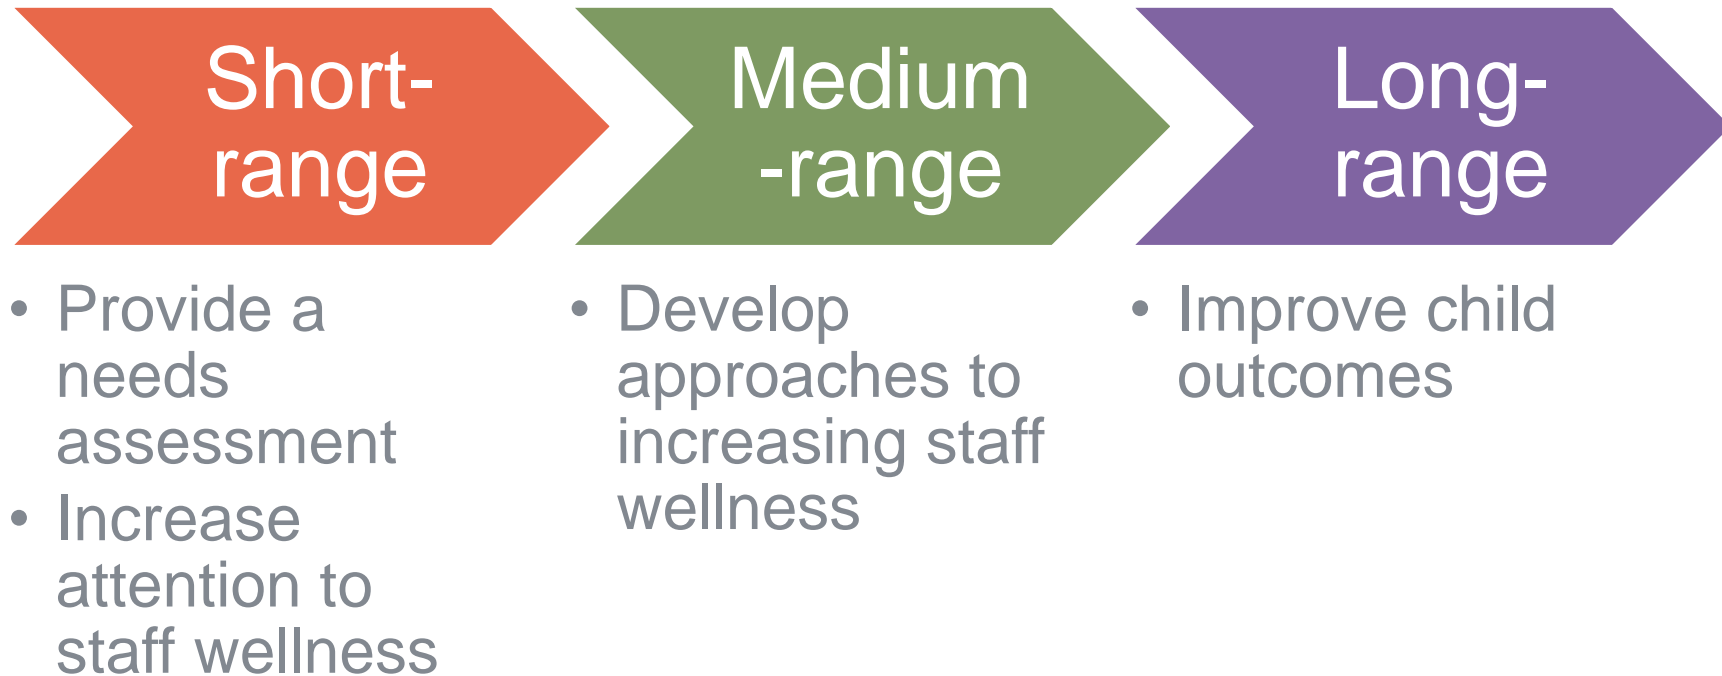 Short-
range
• Provide a
needs
assessment
• Increase
attention to
staff wellness
Medium
-range
• Develop
approaches to
increasing staff
wellness
Long-
range
• Improve child
outcomes